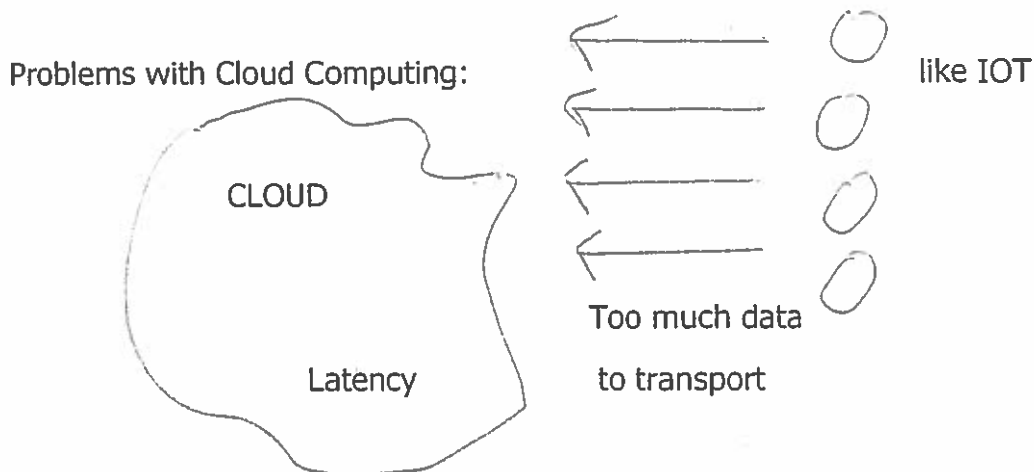 Problems with Cloud Computing:
like IOT
CLOUD
Too much data
Latency
to transport